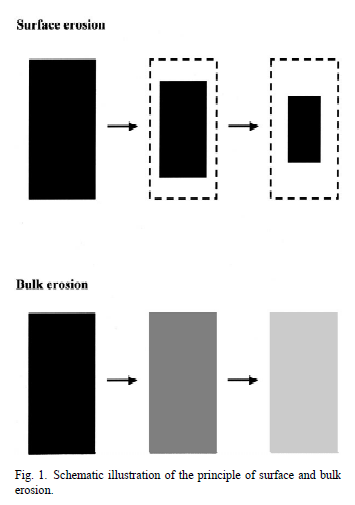 Surface erosion
Bulk erosion
Fig. 1. Schematic illustration of the principle of surface and bulk
erosion.